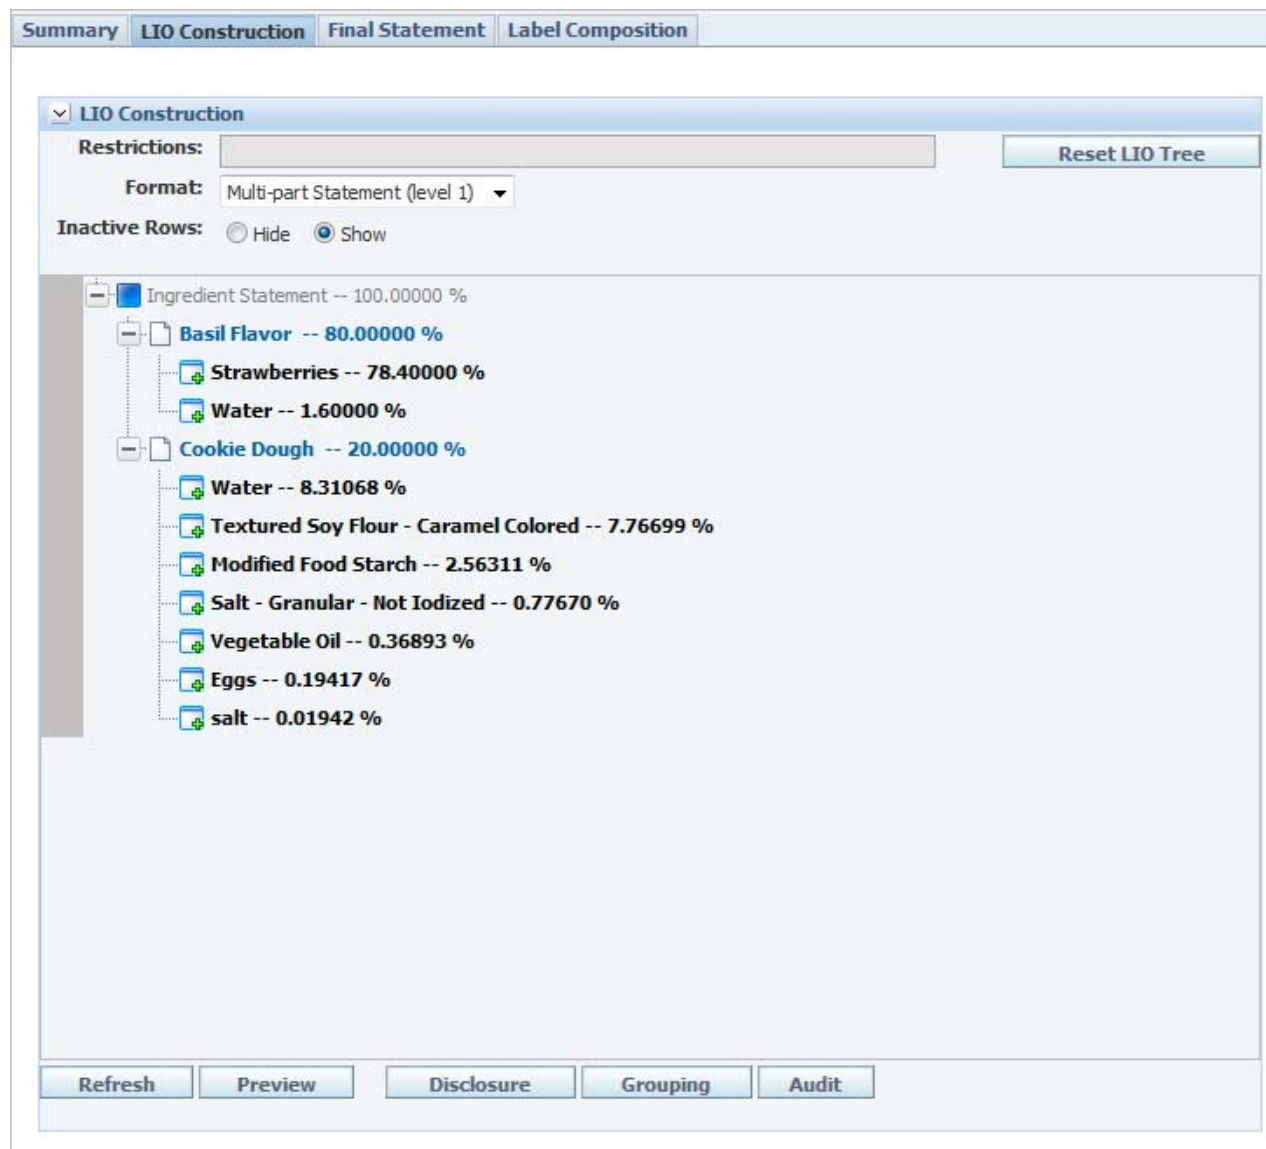 Summary LIO Construction Final Statement Label Composition
LIO Construction
Restrictions: Reset LIO Tree
Format: Multi-part Statement (level 1)
Inactive Rows: Hide Show
Ingredient Statement -- 100.00000 %
Basil Flavor -- 80.00000 %
Strawberries -- 78.40000 %
Water -- 1.60000 %
Cookie Dough -- 20.00000 %
Water -- 8.31068 %
Textured Soy Flour - Caramel Colored -- 7.76699 %
Modified Food Starch -- 2.56311 %
Salt - Granular - Not Iodized -- 0.77670 %
Vegetable Oil -- 0.36893 %
Eggs -- 0.19417 %
salt -- 0.01942 %
Refresh Preview Disclosure Grouping Audit